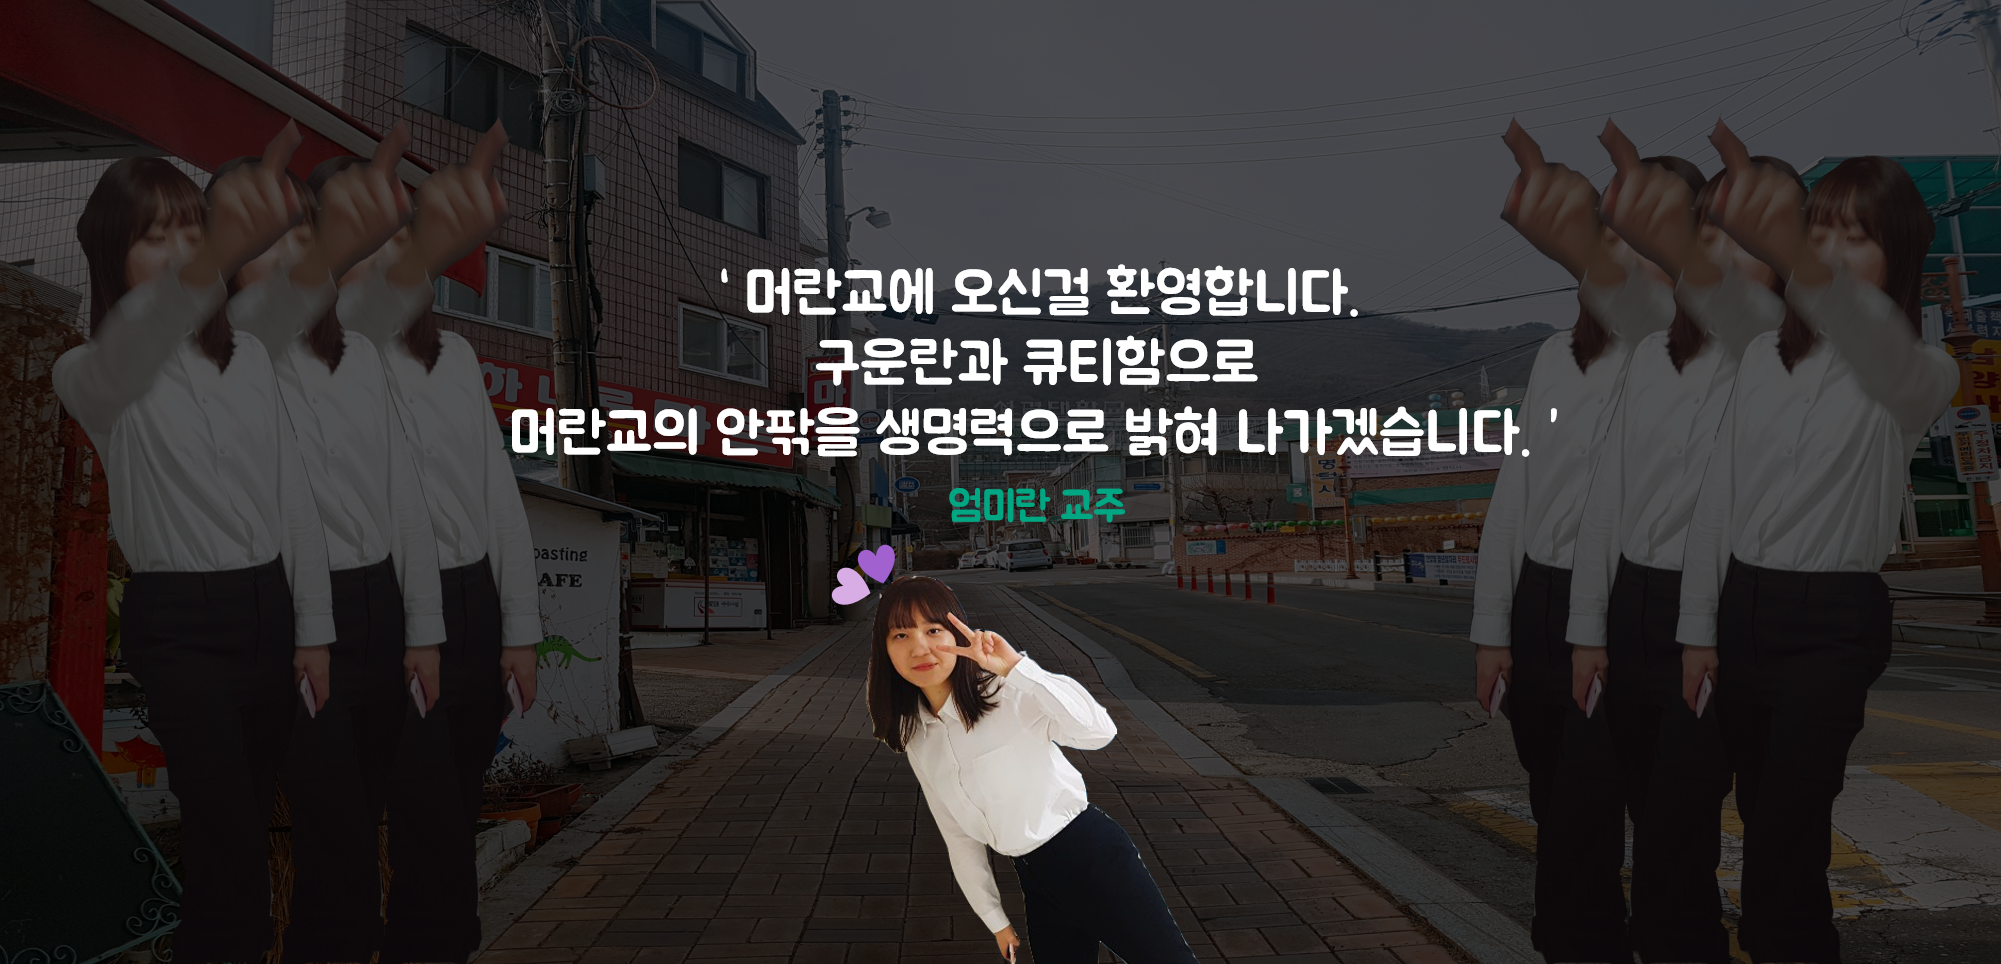 ‘ 머란교에 오신걸 환영합니다.
구운란과 큐티함으로
머란교의 안팎을 생명력으로 밝혀 나가겠습니다. ’
엄미란 교주
oasting
AFE